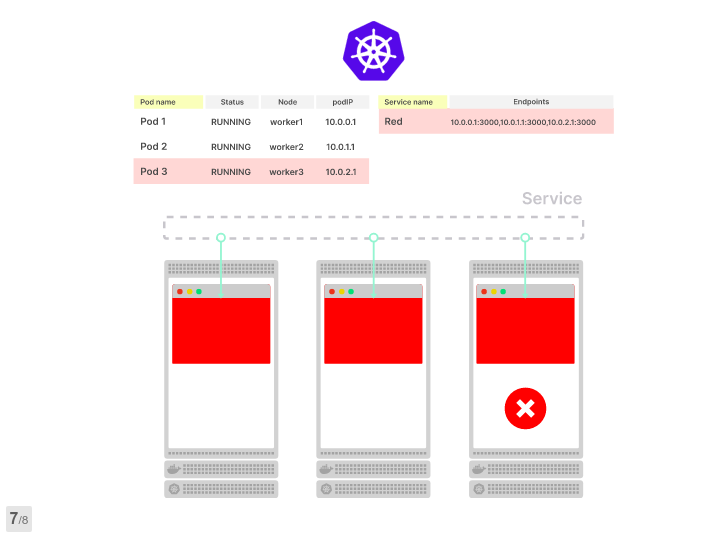 Pod name Status Node podIP
Pod 1 RUNNING worker1 10.0.0.1
Pod 2 RUNNING worker2 10.0.1.1
Pod 3 RUNNING worker3 10.0.2.1
Service name Endpoints
Red 10.0.0.1:3000,10.0.1.1:3000,10.0.2.1:3000
Service
7/8